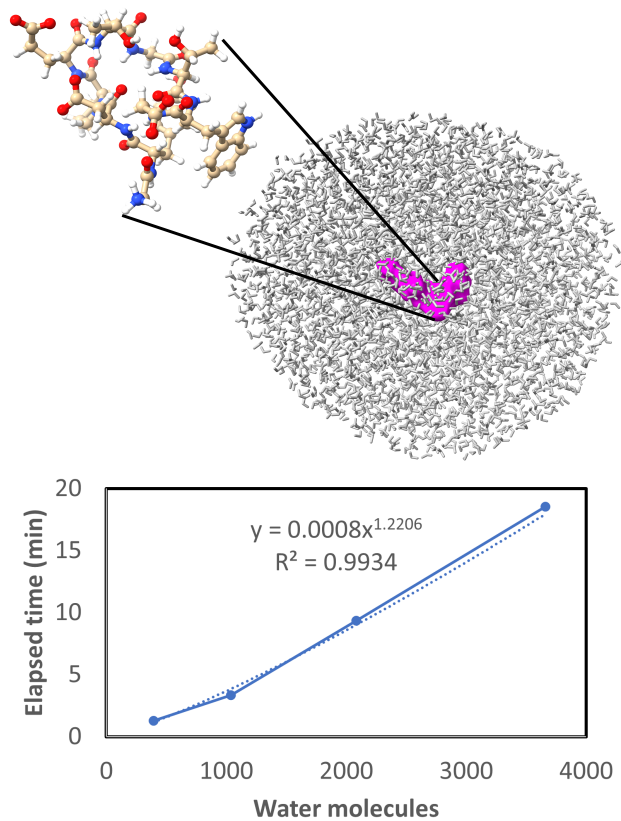 20
15
10
5
0
Elapsed time (min)
y = 0.0008x^1.2206
R² = 0.9934
0 1000 2000 3000 4000
Water molecules